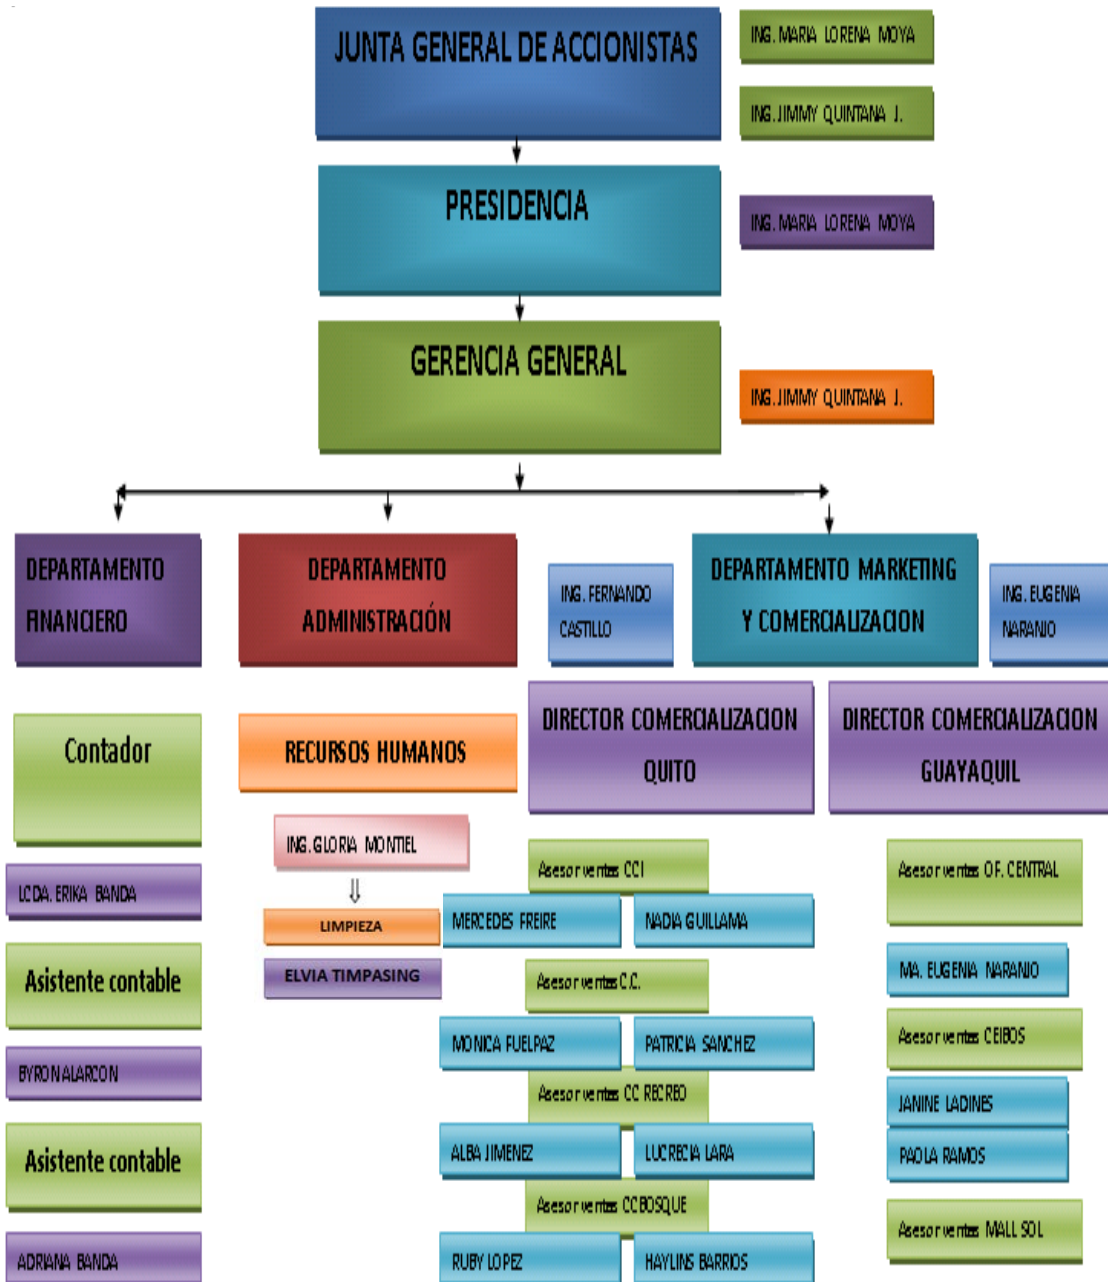 JUNTA GENERAL DE ACCIONISTAS
ING. MARIA LORENA MOYA
ING. JIMMY QUINTANA J.
PRESIDENCIA
ING. MARIA LORENA MOYA
GERENCIA GENERAL
ING. JIMMY QUINTANA J.
DEPARTAMENTO
FINANCIERO
DEPARTAMENTO
ADMINISTRACIÓN
ING. FERNANDO
CASTILLO
DEPARTAMENTO MARKETING
Y COMERCIALIZACION
ING. EUGENIA
NARANJO
Contador
LCDA. ERIKA BANDA
Asistente contable
BYRON ALARCON
Asistente contable
ADRIANA BANDA
RECURSOS HUMANOS
ING. GLORIA MONTIEL
LIMPIEZA
ELVIA TIMPASING
DIRECTOR COMERCIALIZACION
QUITO
Asesor ventas CCI
MERCEDES FREIRE
NADIA GUILLAMA
Asesor ventas C.C.
MONICA FUELPAZ
PATRICIA SANCHEZ
Asesor ventas CC RECREO
ALBA JIMENEZ
LUCRECIA LARA
Asesor ventas CC BOSQUE
RUBY LOPEZ
HAYLINS BARRIOS
DIRECTOR COMERCIALIZACION
GUAYAQUIL
Asesor ventas OF. CENTRAL
MA. EUGENIA NARANJO
Asesor ventas CEIBOS
JANINE LADINES
PAOLA RAMOS
Asesor ventas MALL SOL